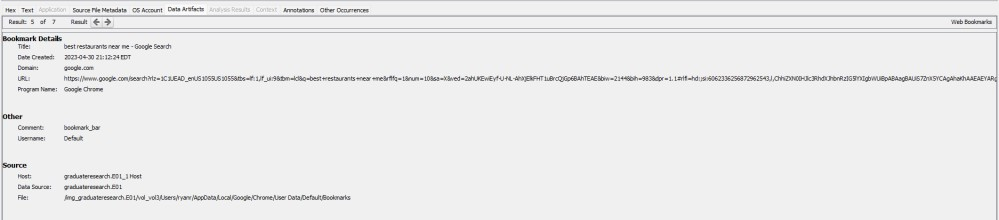 Hex Text Application Source File Metadata OS Account Data Artifacts Analysis Results Context Annotations Other Occurrences
Result: 5 of 7 Result Web Bookmarks
Bookmark Details
Title: best restaurants near me - Google Search
Date Created: 2023-04-30 21:12:24 EDT
Domain: google.com
URL:
Program Name: Google Chrome
Other
Comment: bookmark_bar
Username: Default
Source
Host: graduateresearch.E01_1 Host
Data Source: graduateresearch.E01
File: /img_graduateresearch.E01/vol_vol3/Users/ryanr/AppData/Local/Google/Chrome/User Data/Default/Bookmarks